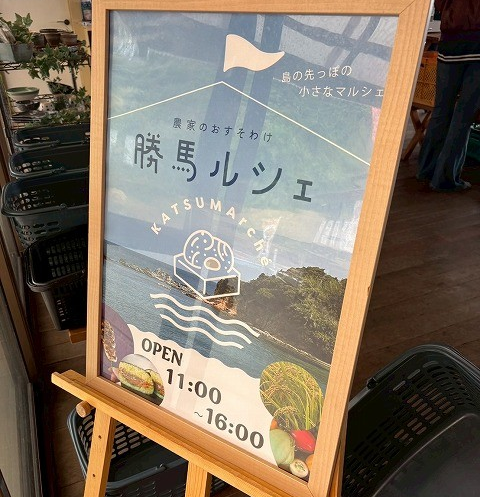 島の先っぽの
小さなマルシェ
農家のおすそわけ
勝馬ルシェ
KATSUMArché
OPEN
11:00
~16:00